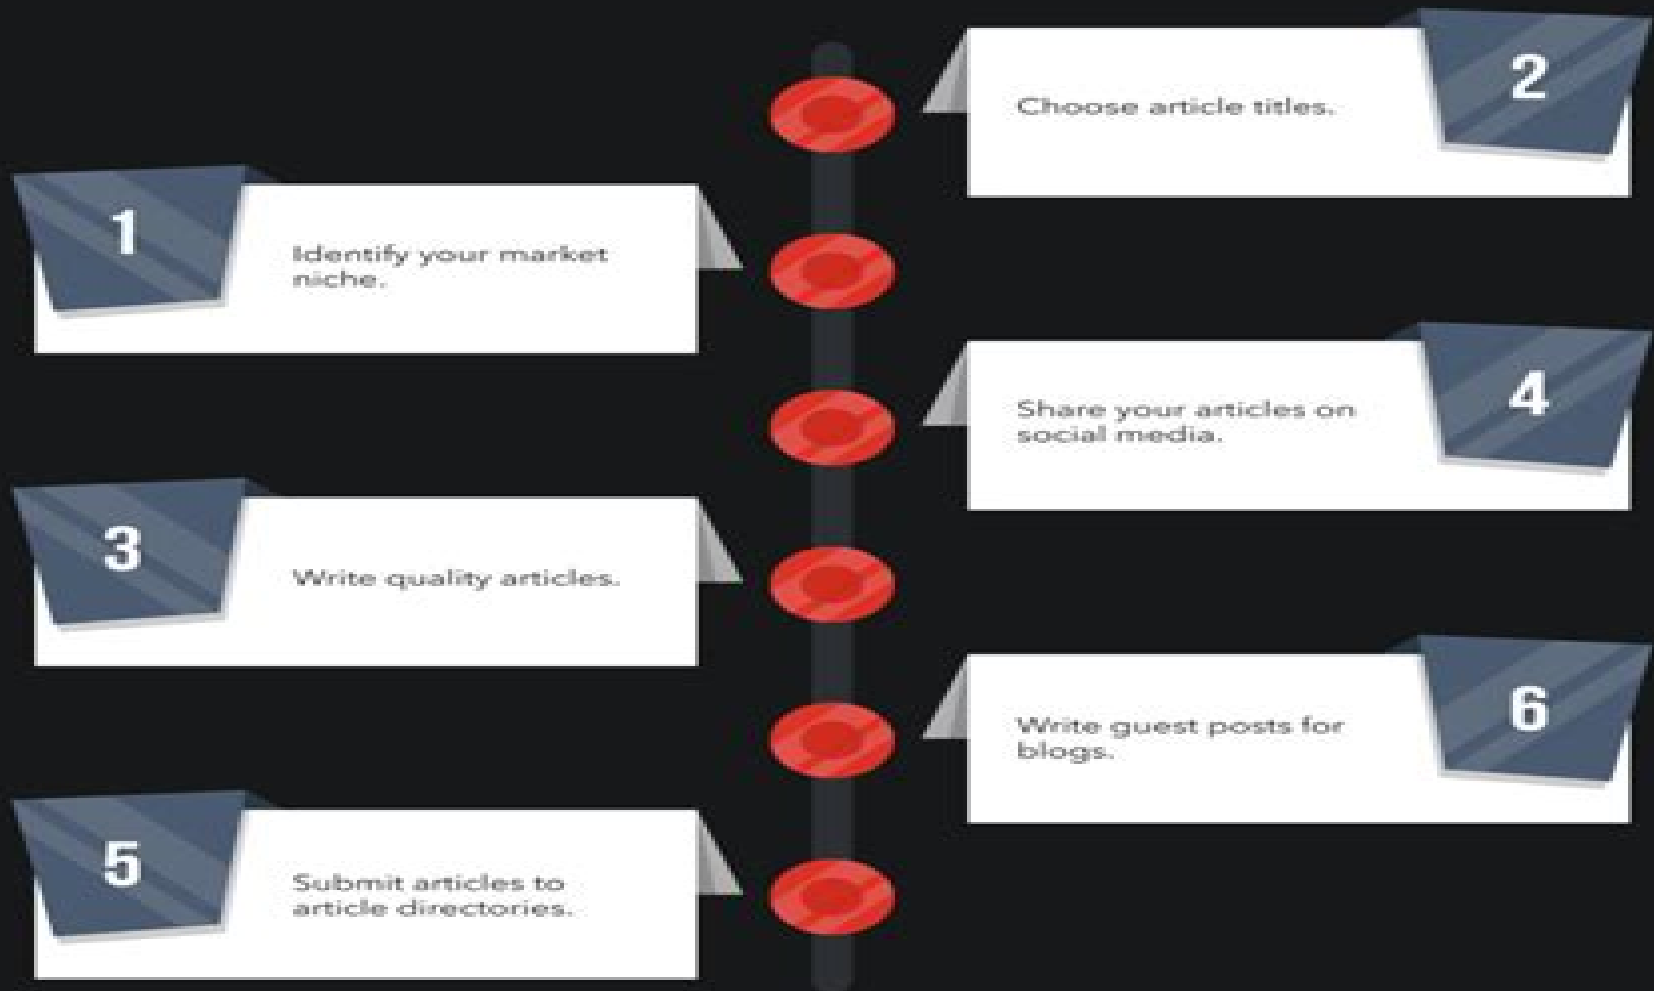 1
Identify your market
niche.
2
Choose article titles.
3
Write quality articles.
4
Share your articles on
social media.
5
Submit articles to
article directories.
6
Write guest posts for
blogs.